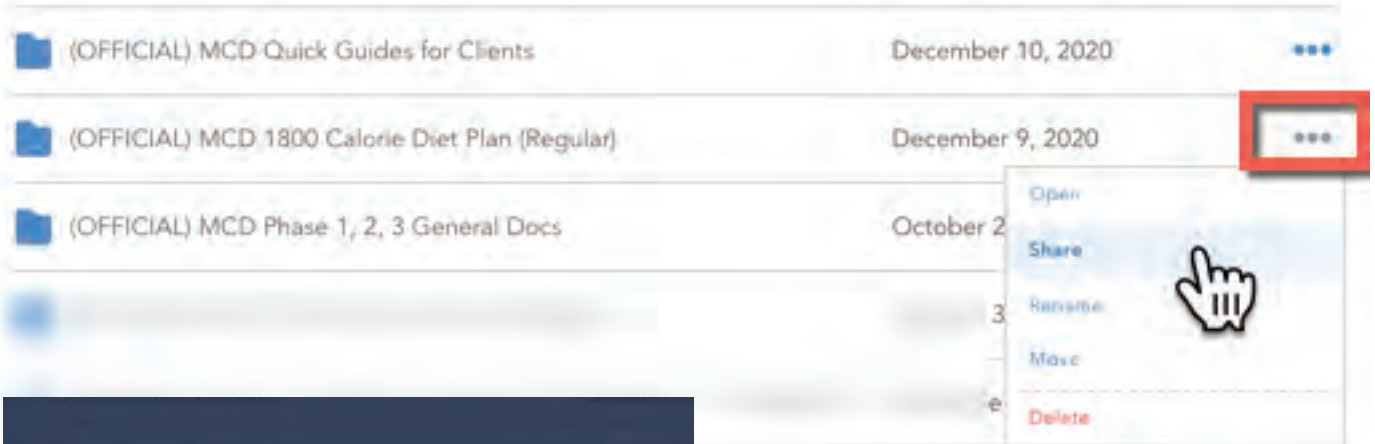 (OFFICIAL) MCD Quick Guides for Clients December 10, 2020 •••
(OFFICIAL) MCD 1800 Calorie Diet Plan (Regular) December 9, 2020 •••
(OFFICIAL) MCD Phase 1, 2, 3 General Docs October 2
Open
Share
3
Rename
Move
e
Delete